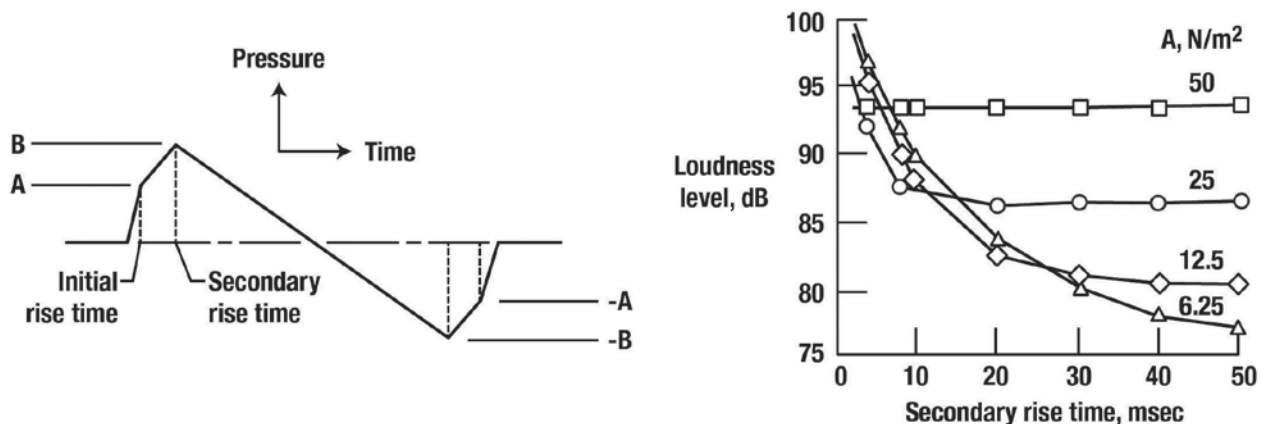 Pressure
Time
B
A
Initial
rise time
Secondary
rise time
-A
-B
100
95
90
85
80
75
Loudness
level, dB
A, N/m²
50
25
12.5
6.25
0
10
20
30
40
50
Secondary rise time, msec